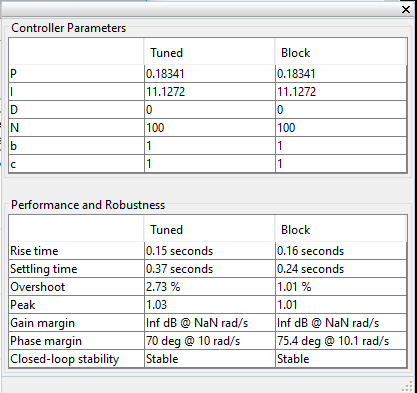 Controller Parameters
Tuned Block
P 0.18341 0.18341
I 11.1272 11.1272
D 0 0
N 100 100
b 1 1
c 1 1
Performance and Robustness
Tuned Block
Rise time 0.15 seconds 0.16 seconds
Settling time 0.37 seconds 0.24 seconds
Overshoot 2.73 % 1.01 %
Peak 1.03 1.01
Gain margin Inf dB @ NaN rad/s Inf dB @ NaN rad/s
Phase margin 70 deg @ 10 rad/s 75.4 deg @ 10.1 rad/s
Closed-loop stability Stable Stable